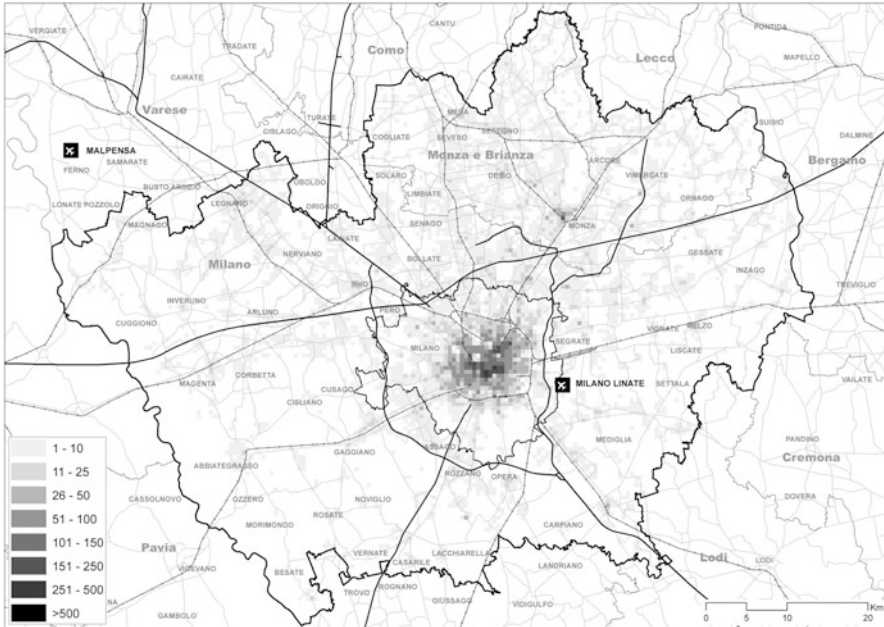 CANTU
VERGIATE
PONTIDA
TRADATE
Como
Lecco
MAPELLO
CAIRATE
Varese
TURATE
MEDA
SUISIO
CISLAGO
COGLIATE
SEVESO
SEREGNO
DALMINE
MALPENSA
Monza e Brianza
ARCORE
Bergamo
SAMARATE
FERNO
SOLARO
DESIO
VIMERCATE
BUSTO ARSIZIO
UBOLDO
LIMBIATE
ORNAGO
LONATE POZZOLO
LEGNANO
ORIGGIO
MAGNAGO
SENAGO
MONZA
LAINATE
NERVIANO
BOLLATE
GESSATE
Milano
INZAGO
RHO
TREVIGLIO
INVERUNO
ARLUNO
PERO
CUGGIONO
VIGNATE
MELZO
MILANO
SEGRATE
LISCATE
CORBETTA
MAGENTA
CUSAGO
MILANO LINATE
SETTALA
VAILATE
CISLIANO
MEDIGLIA
PANDINO
1 - 10
ASSAGO
GAGGIANO
Cremona
11 - 25
ABBIATEGRASSO
ROZZANO
OPERA
26 - 50
CASSOLNOVO
OZZERO
NOVIGLIO
DOVERA
51 - 100
ROSATE
MORIMONDO
CARPIANO
101 - 150
Pavia
VERNATE
LACCHIARELLA
Lodi
LODI
151 - 250
VIGEVANO
BESATE
CASARILE
LANDRIANO
251 - 500
ROGNANO
TROVO
GIUSSAGO
VIDIGULFO
>500
GAMBOLO'
Km
0 5 10 20